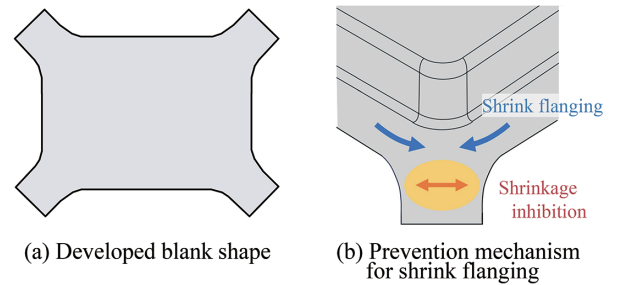 Shrink flanging
Shrinkage
inhibition
(a) Developed blank shape
(b) Prevention mechanism
for shrink flanging